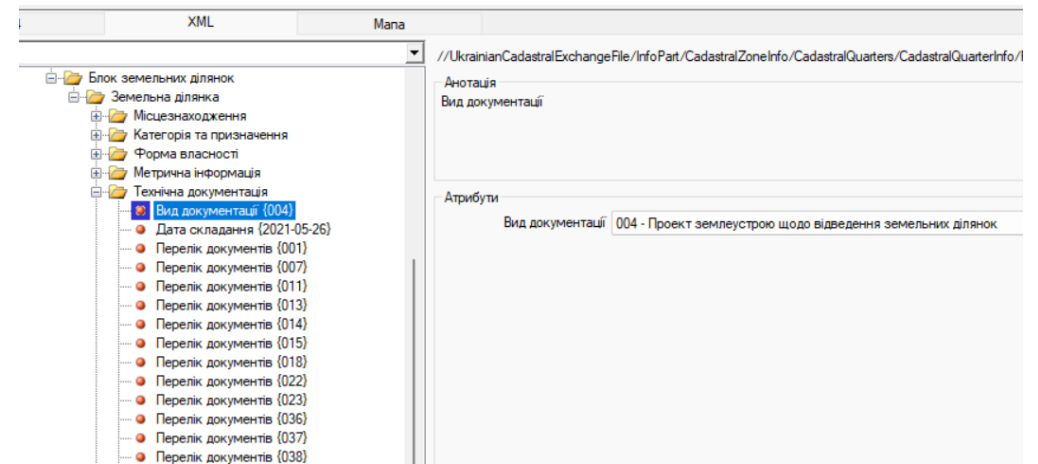 XML
Мапа
//UkrainianCadastralExchangeFile/InfoPart/CadastralZoneInfo/CadastralQuarters/CadastralQuarterInfo/
Блок земельних ділянок
Земельна ділянка
Місцезнаходження
Категорія та призначення
Форма власності
Метрична інформація
Технічна документація
Вид документації {004}
Дата складання {2021-05-26}
Перелік документів {001}
Перелік документів {007}
Перелік документів {011}
Перелік документів {013}
Перелік документів {014}
Перелік документів {015}
Перелік документів {018}
Перелік документів {022}
Перелік документів {023}
Перелік документів {036}
Перелік документів {037}
Перелік документів {038}
Анотація
Вид документації
Атрибути
Вид документації 004 - Проект землеустрою щодо відведення земельних ділянок